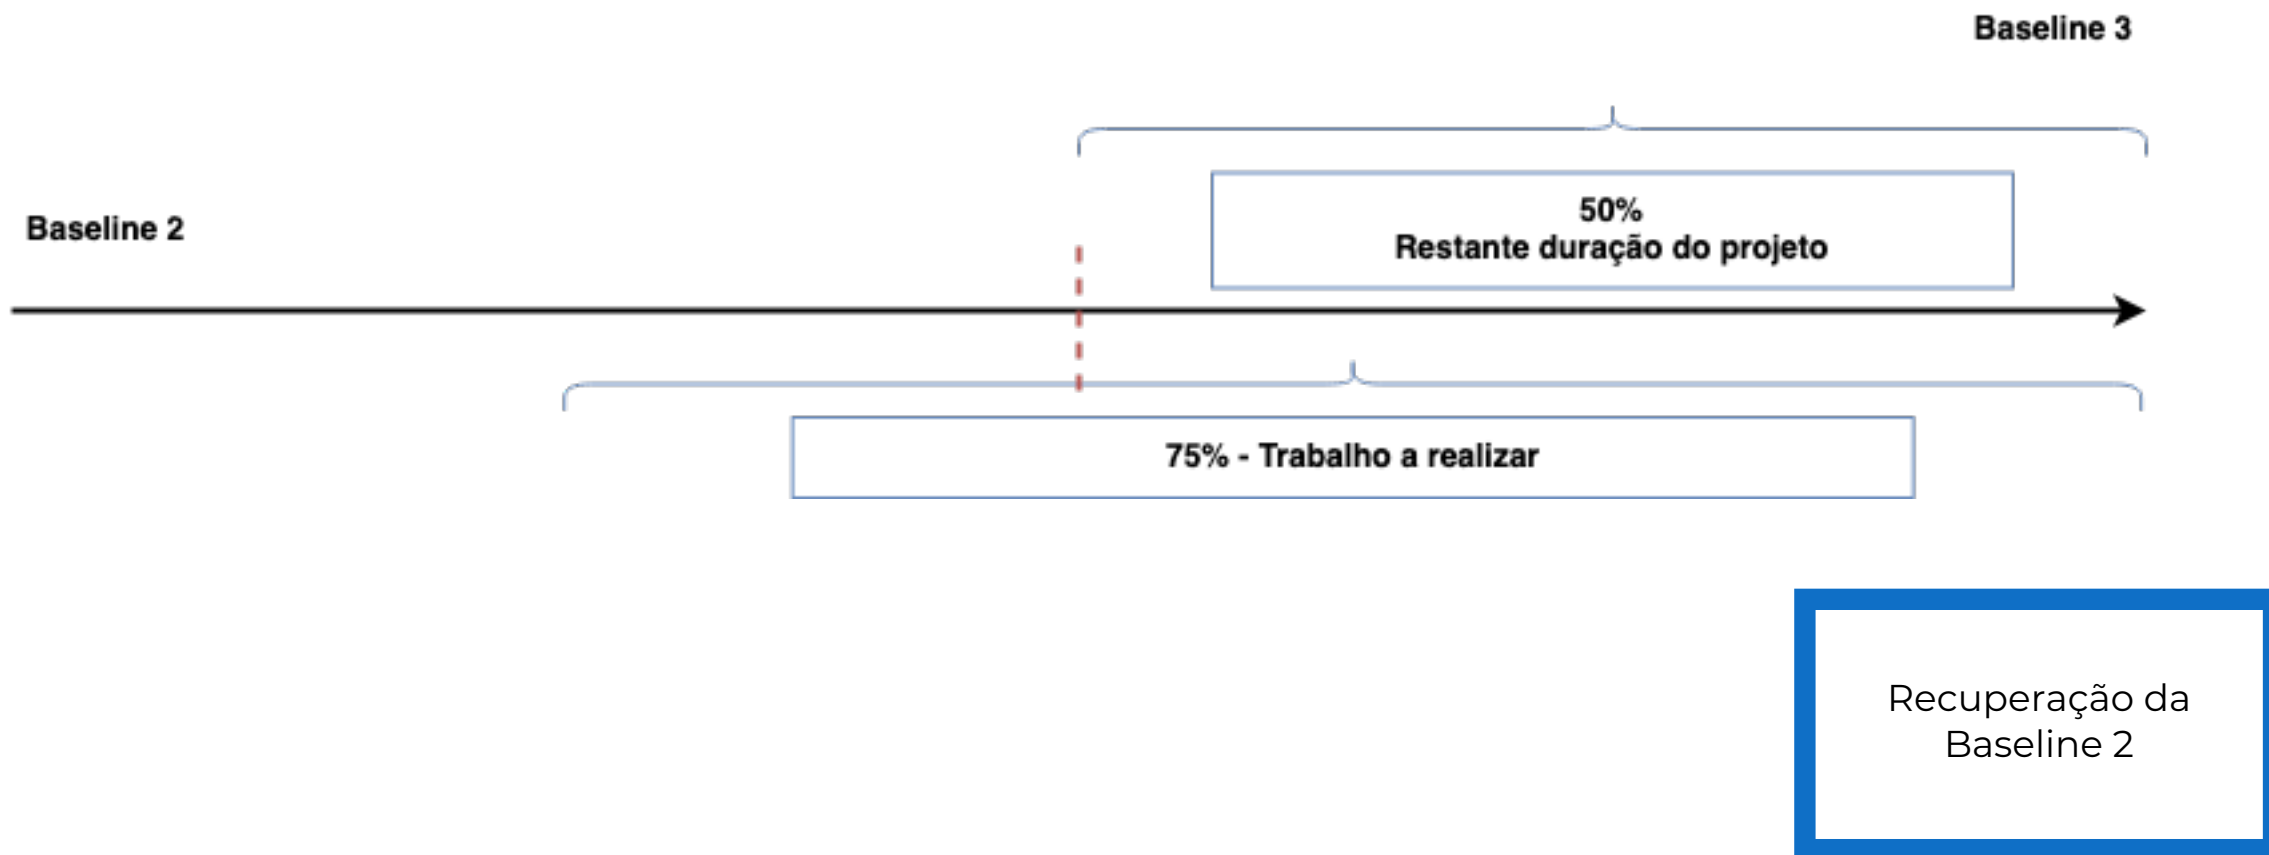 Baseline 3
50%
Restante duração do projeto
Baseline 2
75% - Trabalho a realizar
Recuperação da
Baseline 2